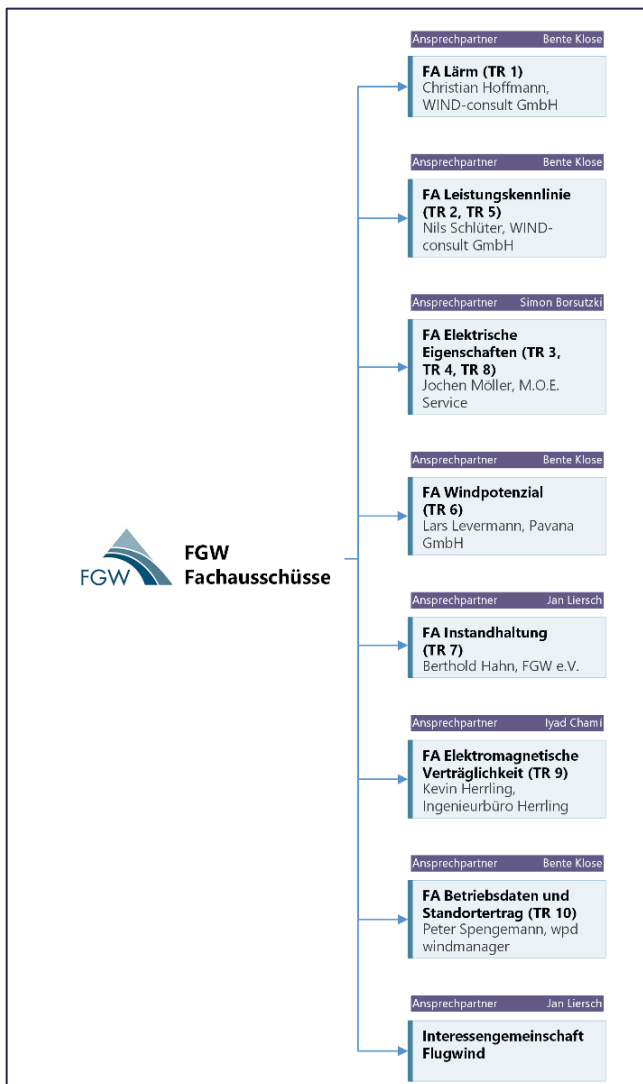 Ansprechpartner Bente Klose
FA Lärm (TR 1)
Christian Hoffmann,
WIND-consult GmbH
Ansprechpartner Bente Klose
FA Leistungskennlinie
(TR 2, TR 5)
Nils Schlüter, WIND-
consult GmbH
Ansprechpartner Simon Borsutzki
FA Elektrische
Eigenschaften (TR 3,
TR 4, TR 8)
Jochen Möller, M.O.E.
Service
Ansprechpartner Bente Klose
FA Windpotenzial
(TR 6)
Lars Levermann, Pavana
GmbH
FGW
FGW
Fachausschüsse
Ansprechpartner Jan Liersch
FA Instandhaltung
(TR 7)
Berthold Hahn, FGW e.V.
Ansprechpartner Iyad Chami
FA Elektromagnetische
Verträglichkeit (TR 9)
Kevin Herrling,
Ingenieurbüro Herrling
Ansprechpartner Bente Klose
FA Betriebsdaten und
Standortertrag (TR 10)
Peter Spengemann, wpd
windmanager
Ansprechpartner Jan Liersch
Interessengemeinschaft
Flugwind